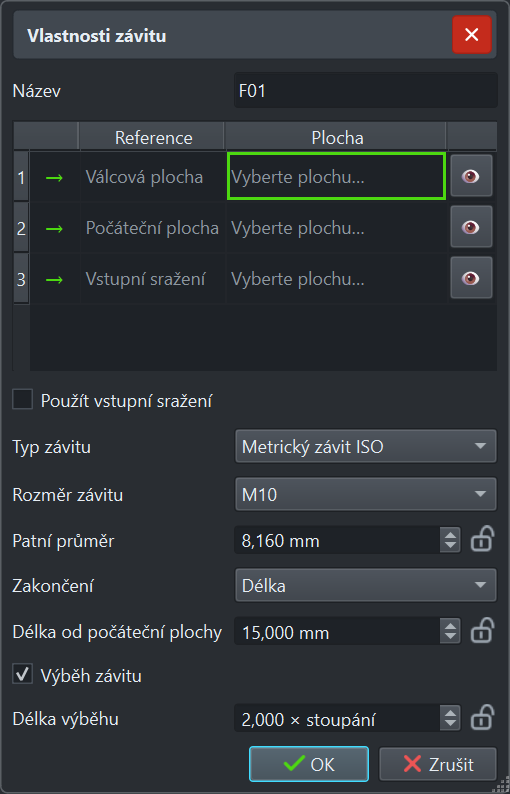 Vlastnosti závitu
Název F01
Reference Plocha
1 → Válcová plocha Vyberte plochu...
2 → Počáteční plocha Vyberte plochu...
3 → Vstupní sražení Vyberte plochu...
Použít vstupní sražení
Typ závitu Metrický závit ISO
Rozměr závitu M10
Patní průměr 8,160 mm
Zakončení Délka
Délka od počáteční plochy 15,000 mm
Výběh závitu
Délka výběhu 2,000 × stoupání
OK Zrušit